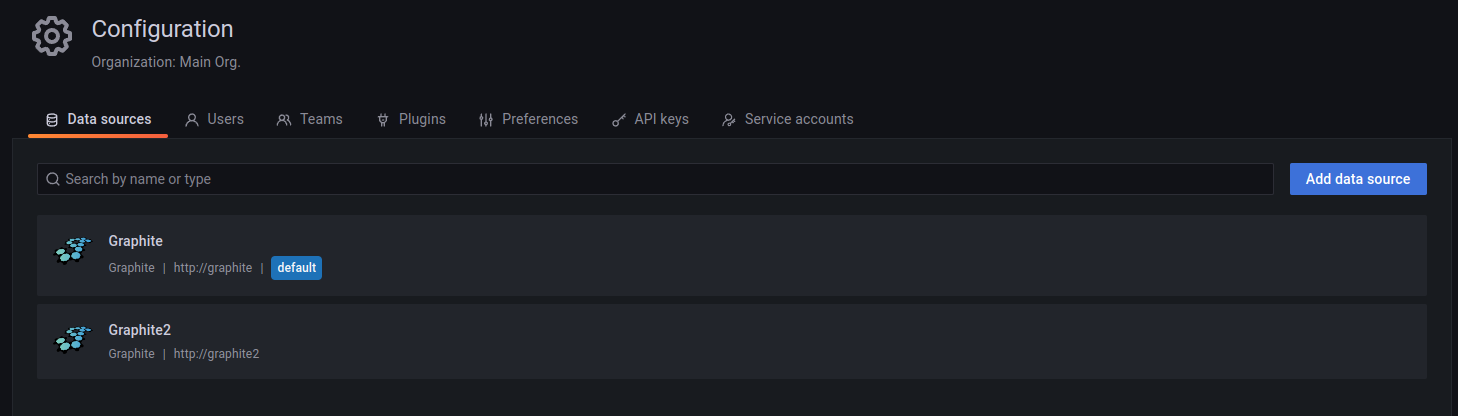 Configuration
Organization: Main Org.
Data sources Users Teams Plugins Preferences API keys Service accounts
Search by name or type Add data source
Graphite
Graphite | http://graphite | default
Graphite2
Graphite | http://graphite2